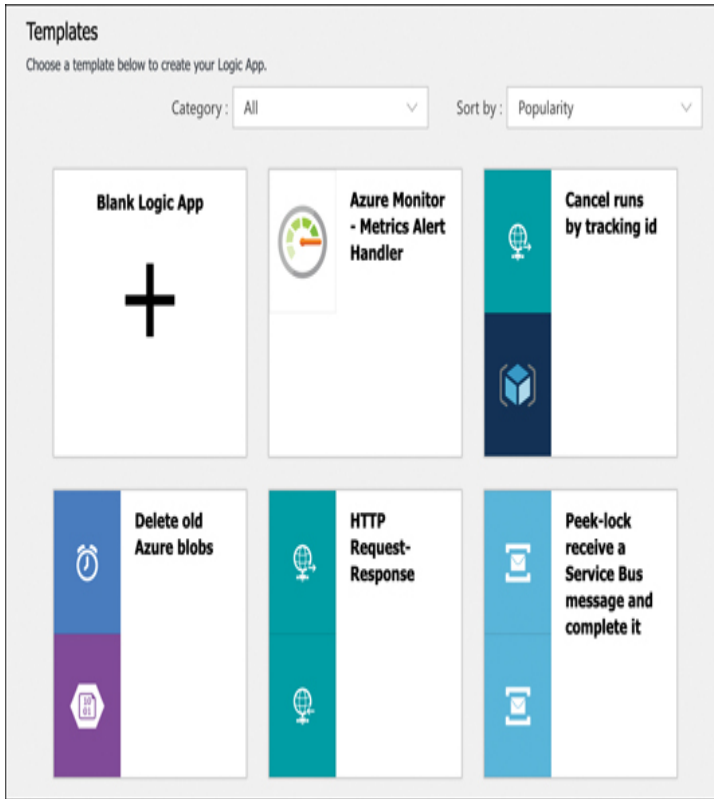 Templates
Choose a template below to create your Logic App.
Category : All
Sort by : Popularity
Blank Logic App
Azure Monitor
- Metrics Alert
Handler
Cancel runs
by tracking id
Delete old
Azure blobs
10
01
HTTP
Request-
Response
Peek-lock
receive a
Service Bus
message and
complete it